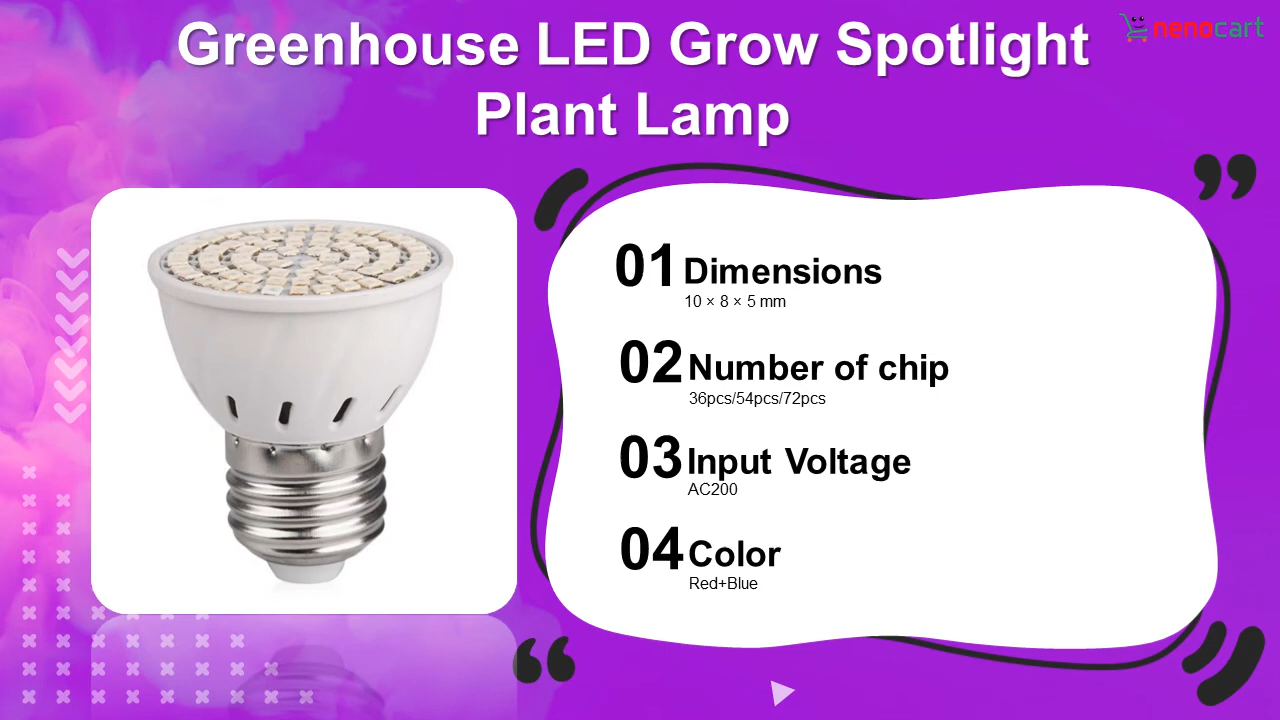 nenocart
Greenhouse LED Grow Spotlight
Plant Lamp
01 Dimensions
10 × 8 × 5 mm
02 Number of chip
36pcs/54pcs/72pcs
03 Input Voltage
AC200
04 Color
Red+Blue